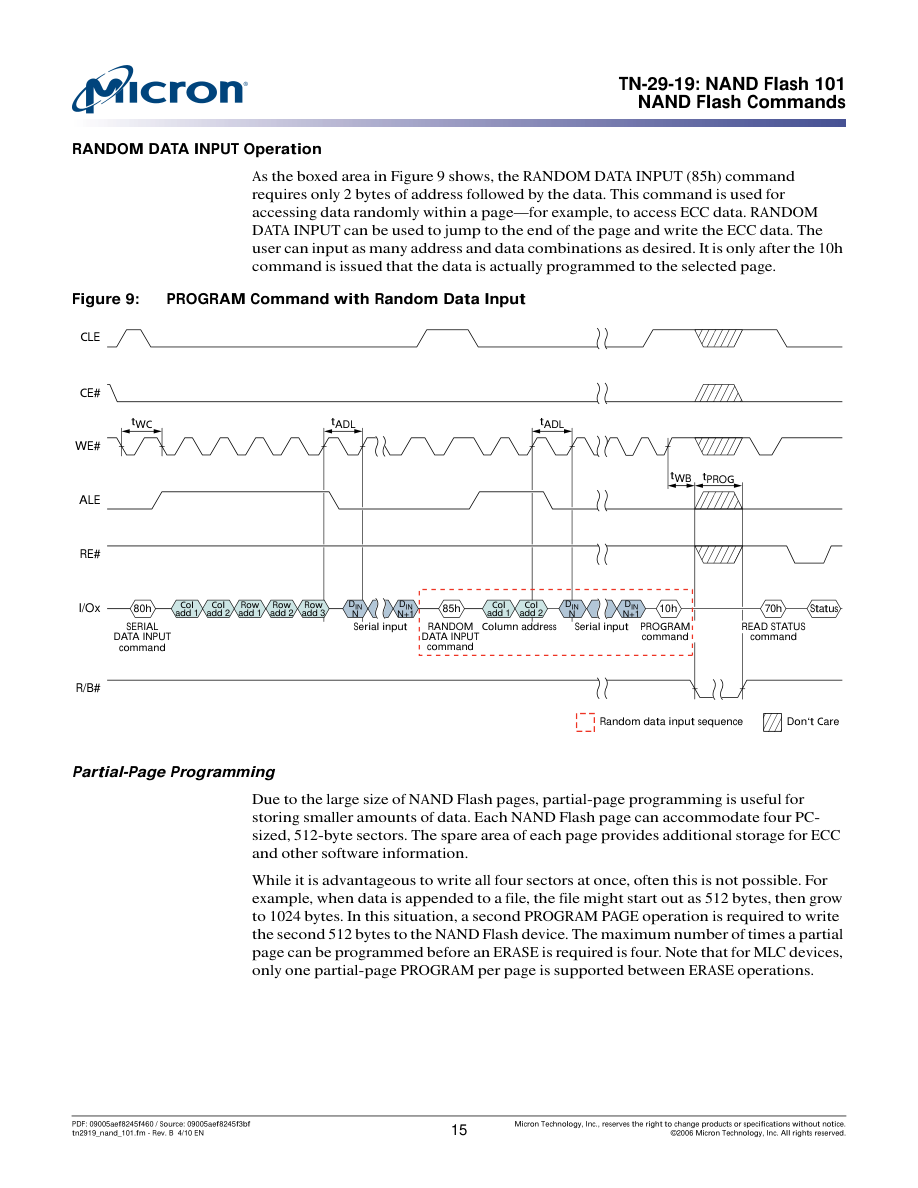 Micron®
TN-29-19: NAND Flash 101
NAND Flash Commands
RANDOM DATA INPUT Operation
As the boxed area in Figure 9 shows, the RANDOM DATA INPUT (85h) command
requires only 2 bytes of address followed by the data. This command is used for
accessing data randomly within a page—for example, to access ECC data. RANDOM
DATA INPUT can be used to jump to the end of the page and write the ECC data. The
user can input as many address and data combinations as desired. It is only after the 10h
command is issued that the data is actually programmed to the selected page.
Figure 9: PROGRAM Command with Random Data Input
CLE
CE#
tWC tADL tADL
WE#
tWB tPROG
ALE
RE#
I/Ox 80h Col add 1 Col add 2 Row add 1 Row add 2 Row add 3 DIN N DIN N+1 85h Col add 1 Col add 2 DIN N DIN N+1 10h 70h Status
SERIAL DATA INPUT command Serial input RANDOM DATA INPUT command Column address Serial input PROGRAM command READ STATUS command
R/B#
Random data input sequence Don't Care
Partial-Page Programming
Due to the large size of NAND Flash pages, partial-page programming is useful for
storing smaller amounts of data. Each NAND Flash page can accommodate four PC-
sized, 512-byte sectors. The spare area of each page provides additional storage for ECC
and other software information.
While it is advantageous to write all four sectors at once, often this is not possible. For
example, when data is appended to a file, the file might start out as 512 bytes, then grow
to 1024 bytes. In this situation, a second PROGRAM PAGE operation is required to write
the second 512 bytes to the NAND Flash device. The maximum number of times a partial
page can be programmed before an ERASE is required is four. Note that for MLC devices,
only one partial-page PROGRAM per page is supported between ERASE operations.
PDF: 09005aef8245f460 / Source: 09005aef8245f3bf
tn2919_nand_101.fm - Rev. B 4/10 EN
15
Micron Technology, Inc., reserves the right to change products or specifications without notice.
©2006 Micron Technology, Inc. All rights reserved.